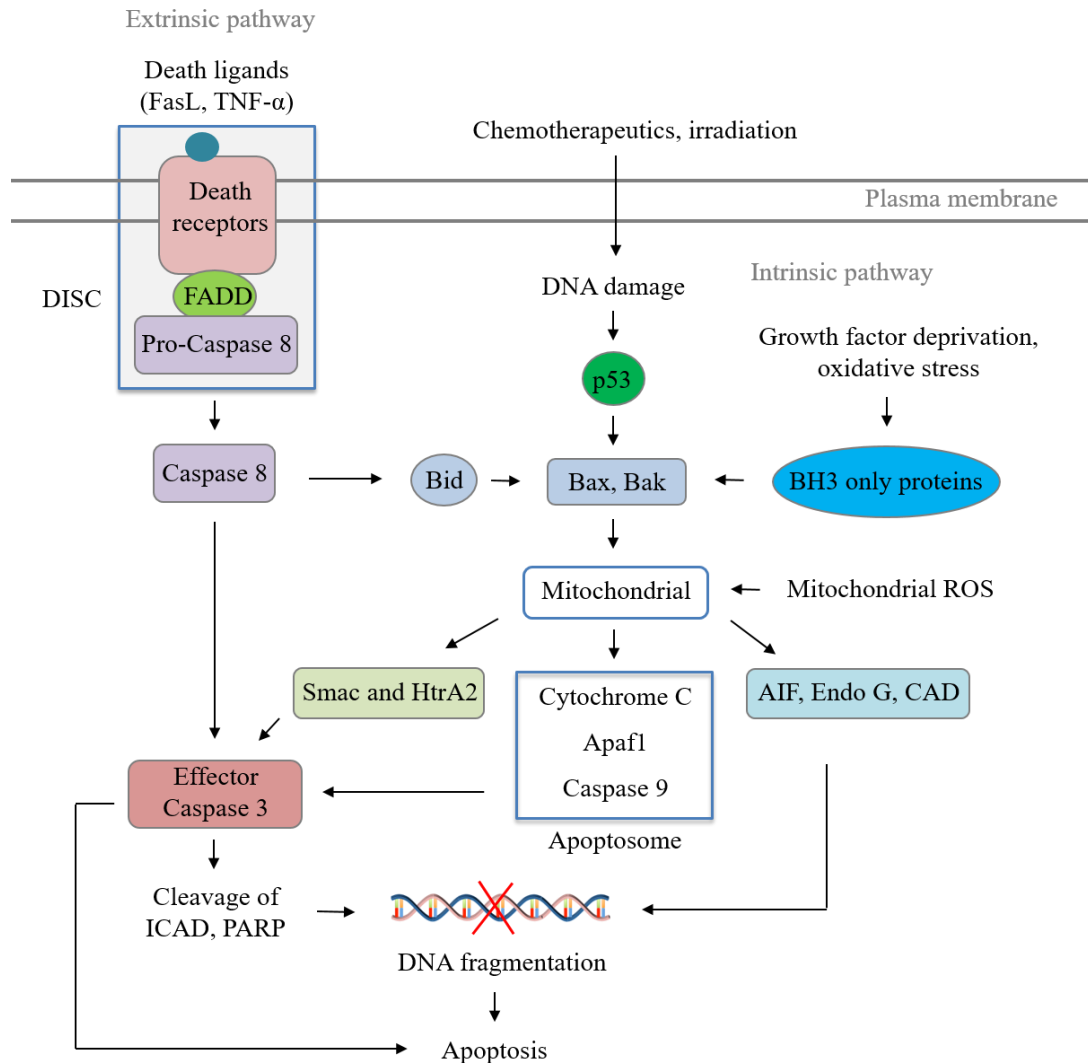 Extrinsic pathway
Death ligands
(FasL, TNF-α)
Chemotherapeutics, irradiation
Death
receptors
Plasma membrane
FADD
DISC
Pro-Caspase 8
DNA damage
Intrinsic pathway
Growth factor deprivation,
oxidative stress
p53
Caspase 8
Bid
Bax, Bak
BH3 only proteins
Mitochondrial
Mitochondrial ROS
Smac and HtrA2
Cytochrome C
Apaf1
Caspase 9
AIF, Endo G, CAD
Effector
Caspase 3
Apoptosome
Cleavage of
ICAD, PARP
DNA fragmentation
Apoptosis